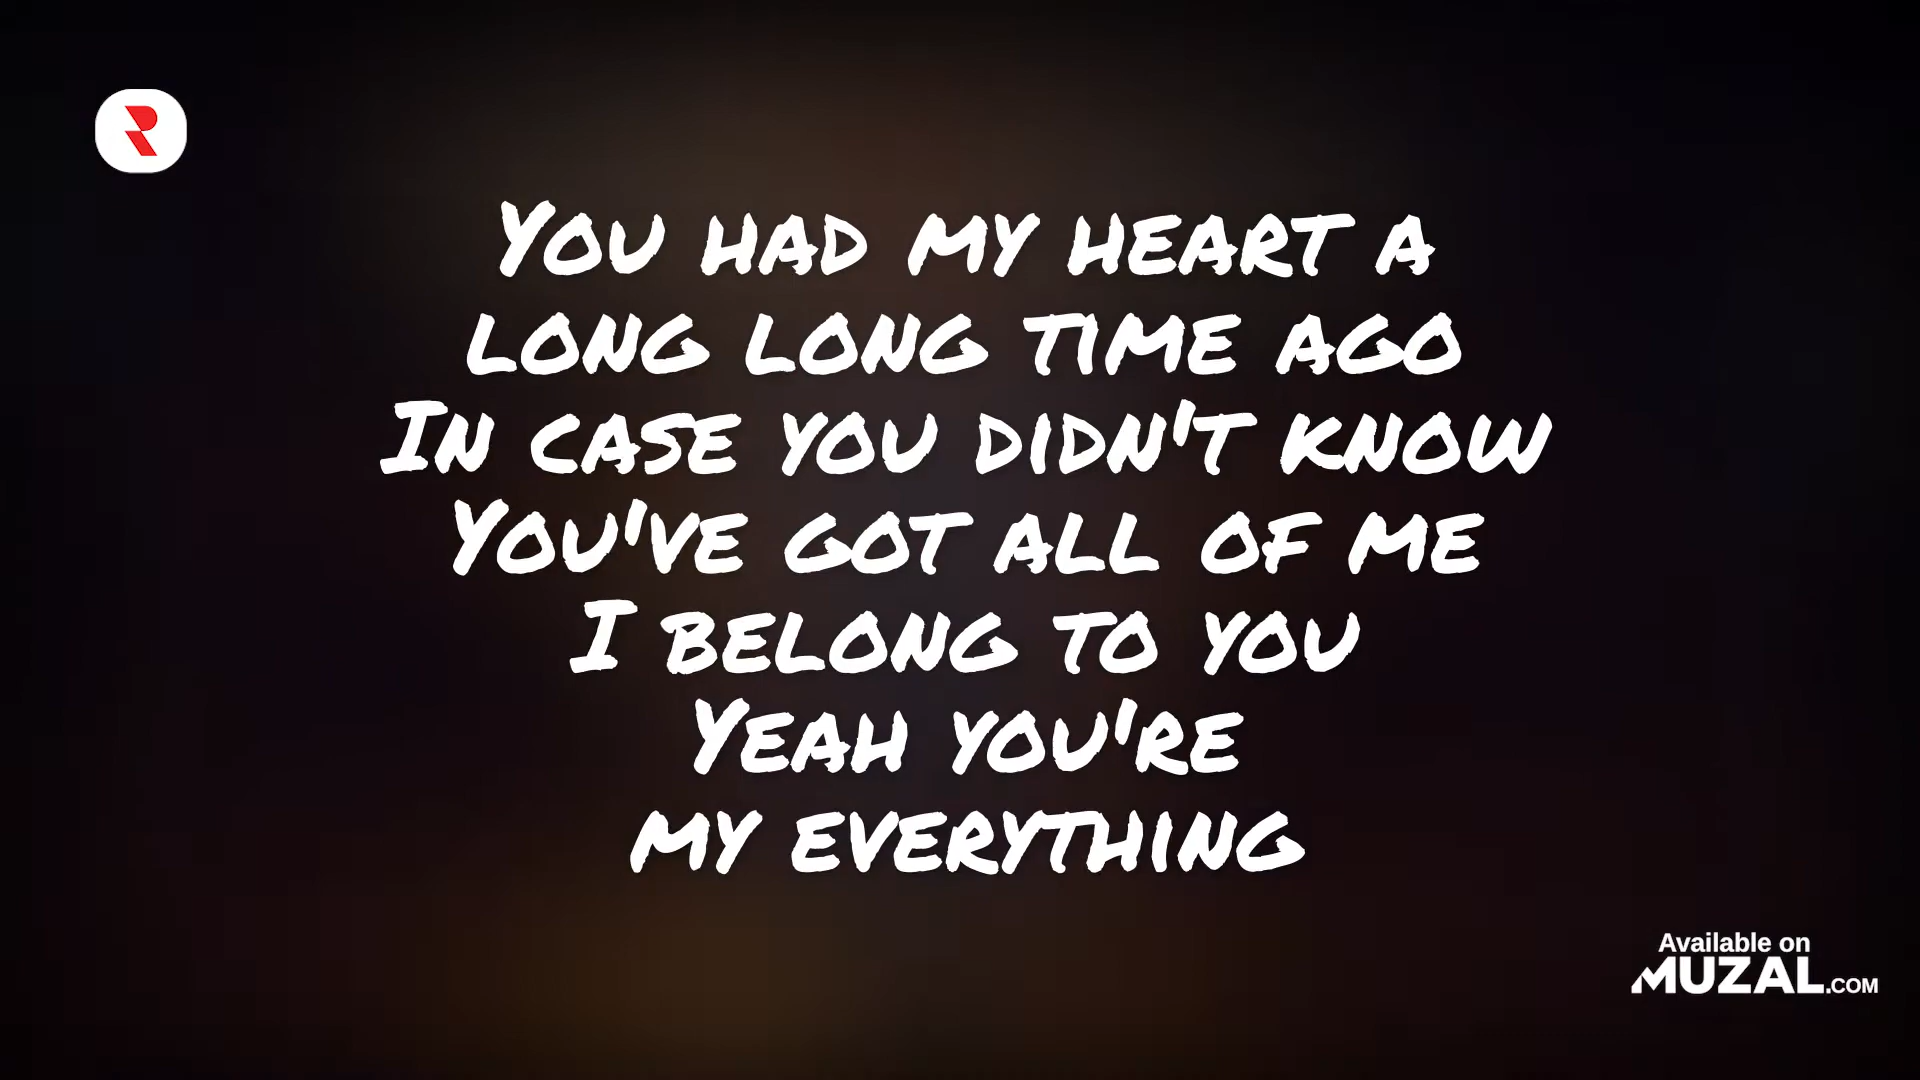 You had my heart a
long long time ago
In case you didn't know
You've got all of me
I belong to you
Yeah you're
my everything
Available on
MUZAL.COM